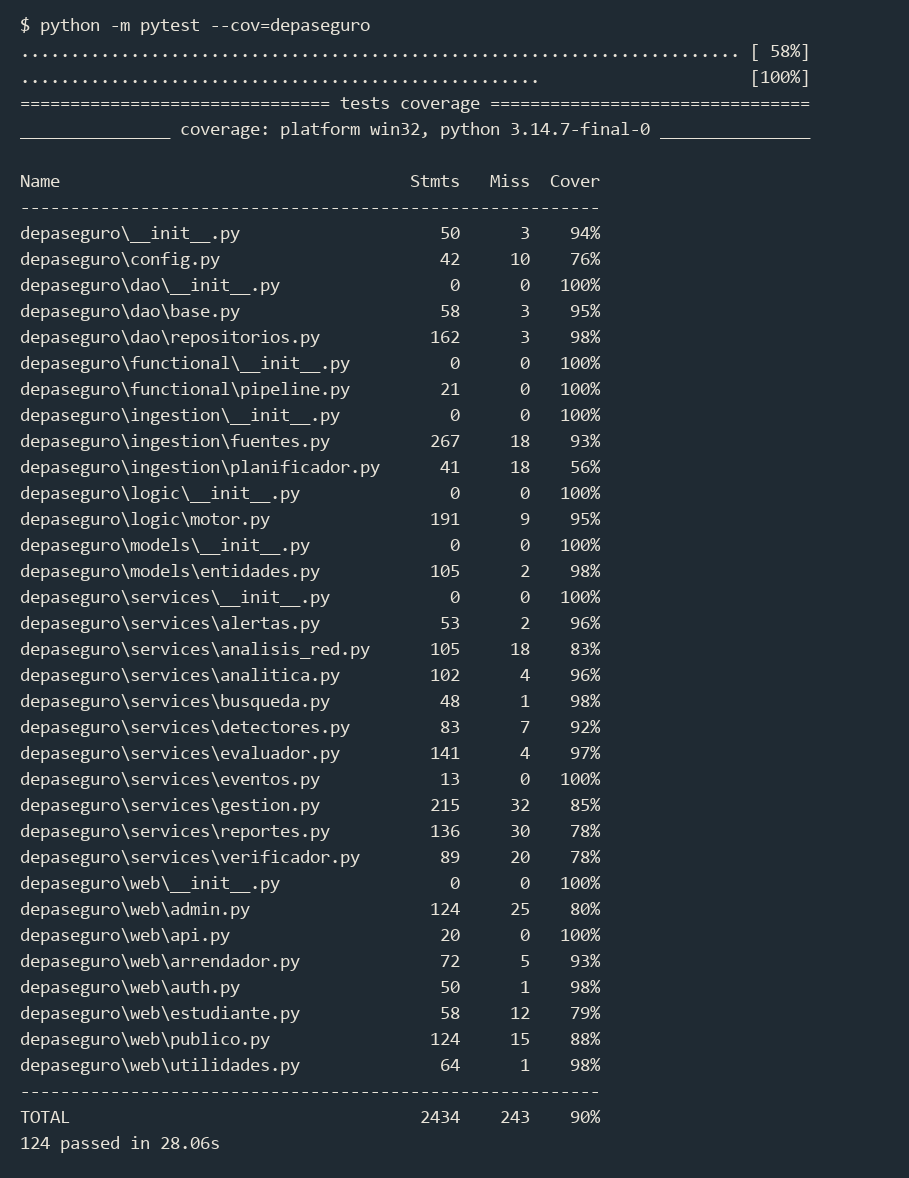 $ python -m pytest --cov=depaseguro
........................................................................ [ 58%]
....................................................                     [100%]
=============================== tests coverage ================================
_______________ coverage: platform win32, python 3.14.7-final-0 _______________

Name                                   Stmts   Miss  Cover
----------------------------------------------------------
depaseguro\__init__.py                    50      3    94%
depaseguro\config.py                      42     10    76%
depaseguro\dao\__init__.py                 0      0   100%
depaseguro\dao\base.py                    58      3    95%
depaseguro\dao\repositorios.py           162      3    98%
depaseguro\functional\__init__.py          0      0   100%
depaseguro\functional\pipeline.py         21      0   100%
depaseguro\ingestion\__init__.py           0      0   100%
depaseguro\ingestion\fuentes.py          267     18    93%
depaseguro\ingestion\planificador.py      41     18    56%
depaseguro\logic\__init__.py               0      0   100%
depaseguro\logic\motor.py                191      9    95%
depaseguro\models\__init__.py              0      0   100%
depaseguro\models\entidades.py           105      2    98%
depaseguro\services\__init__.py            0      0   100%
depaseguro\services\alertas.py            53      2    96%
depaseguro\services\analisis_red.py      105     18    83%
depaseguro\services\analitica.py         102      4    96%
depaseguro\services\busqueda.py           48      1    98%
depaseguro\services\detectores.py         83      7    92%
depaseguro\services\evaluador.py         141      4    97%
depaseguro\services\eventos.py            13      0   100%
depaseguro\services\gestion.py           215     32    85%
depaseguro\services\reportes.py          136     30    78%
depaseguro\services\verificador.py        89     20    78%
depaseguro\web\__init__.py                 0      0   100%
depaseguro\web\admin.py                  124     25    80%
depaseguro\web\api.py                     20      0   100%
depaseguro\web\arrendador.py              72      5    93%
depaseguro\web\auth.py                    50      1    98%
depaseguro\web\estudiante.py              58     12    79%
depaseguro\web\publico.py                124     15    88%
depaseguro\web\utilidades.py              64      1    98%
----------------------------------------------------------
TOTAL                                   2434    243    90%
124 passed in 28.06s